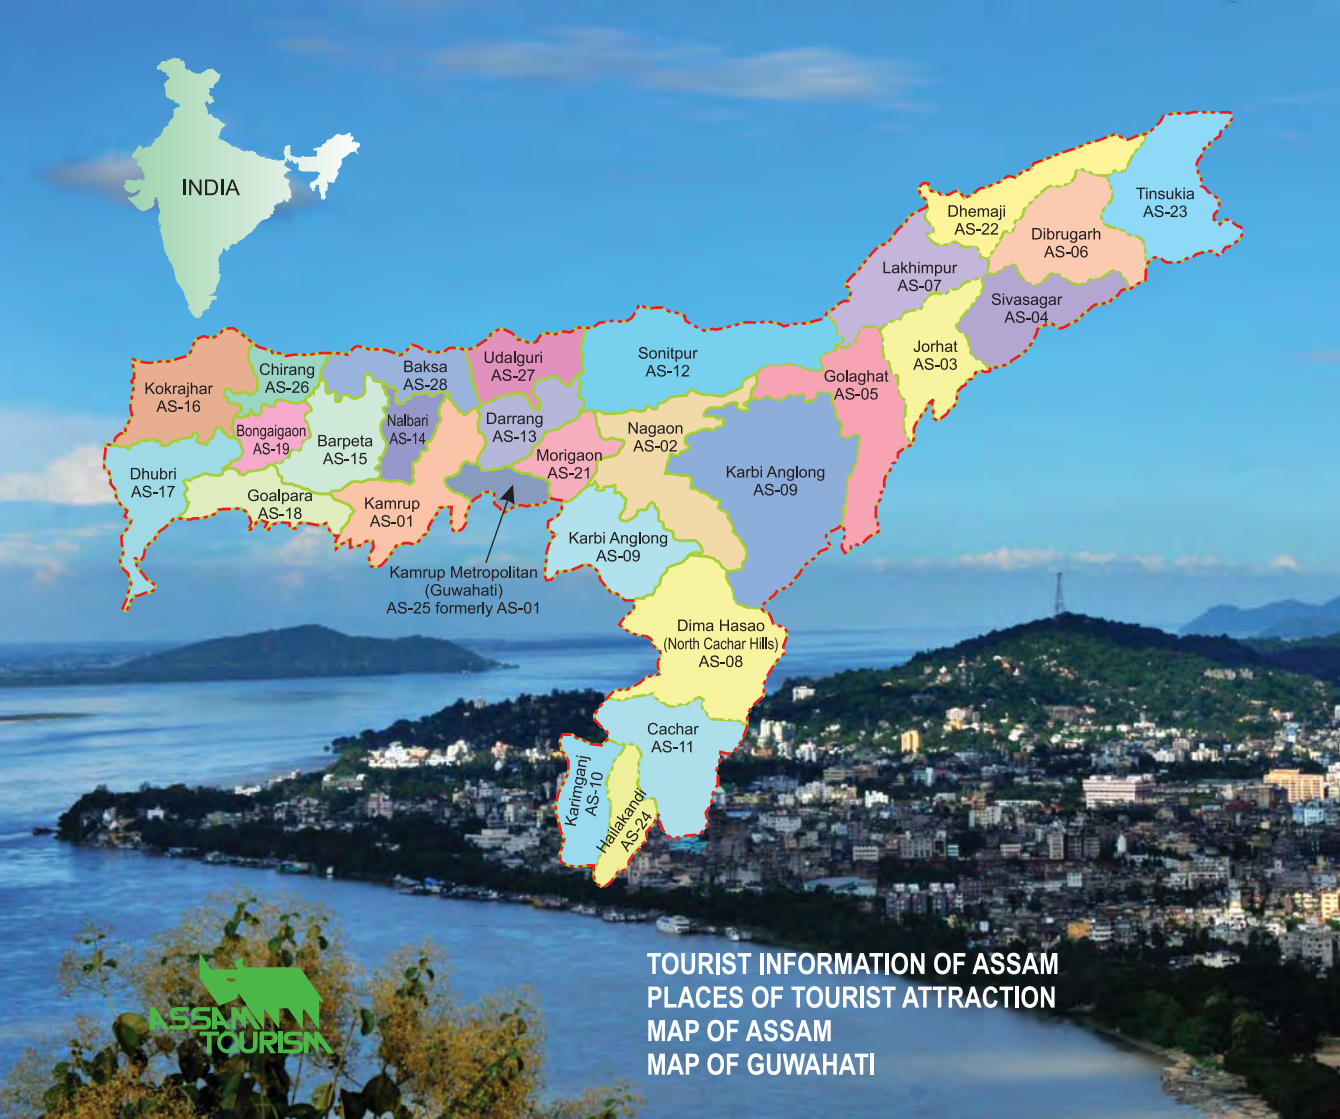 INDIA
Tinsukia
AS-23
Dhemaji
AS-22
Dibrugarh
AS-06
Lakhimpur
AS-07
Sivasagar
AS-04
Jorhat
AS-03
Udalguri
AS-27
Sonitpur
AS-12
Chirang
AS-26
Baksa
AS-28
Kokrajhar
AS-16
Golaghat
AS-05
Bongaigaon
AS-19
Nalbari
AS-14
Darrang
AS-13
Nagaon
AS-02
Barpeta
AS-15
Morigaon
AS-21
Karbi Anglong
AS-09
Dhubri
AS-17
Goalpara
AS-18
Kamrup
AS-01
Karbi Anglong
AS-09
Kamrup Metropolitan
(Guwahati)
AS-25 formerly AS-01
Dima Hasao
(North Cachar Hills)
AS-08
Cachar
AS-11
Karimganj
AS-10
Hailakandi
AS-24
ASSAM
TOURISM
TOURIST INFORMATION OF ASSAM
PLACES OF TOURIST ATTRACTION
MAP OF ASSAM
MAP OF GUWAHATI